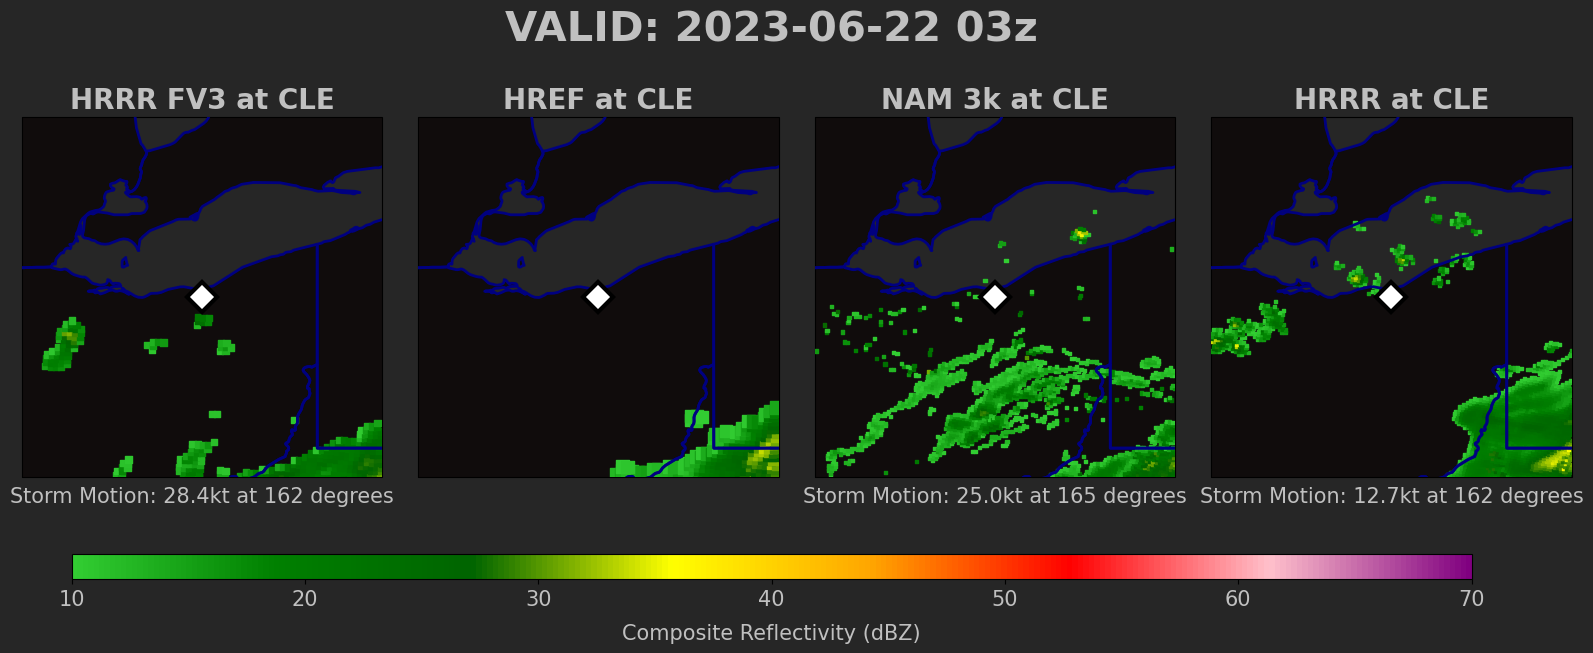 VALID: 2023-06-22 03z
HRRR FV3 at CLE
HREF at CLE
NAM 3k at CLE
HRRR at CLE
Storm Motion: 28.4kt at 162 degrees
Storm Motion: 25.0kt at 165 degrees
Storm Motion: 12.7kt at 162 degrees
10 20 30 40 50 60 70
Composite Reflectivity (dBZ)